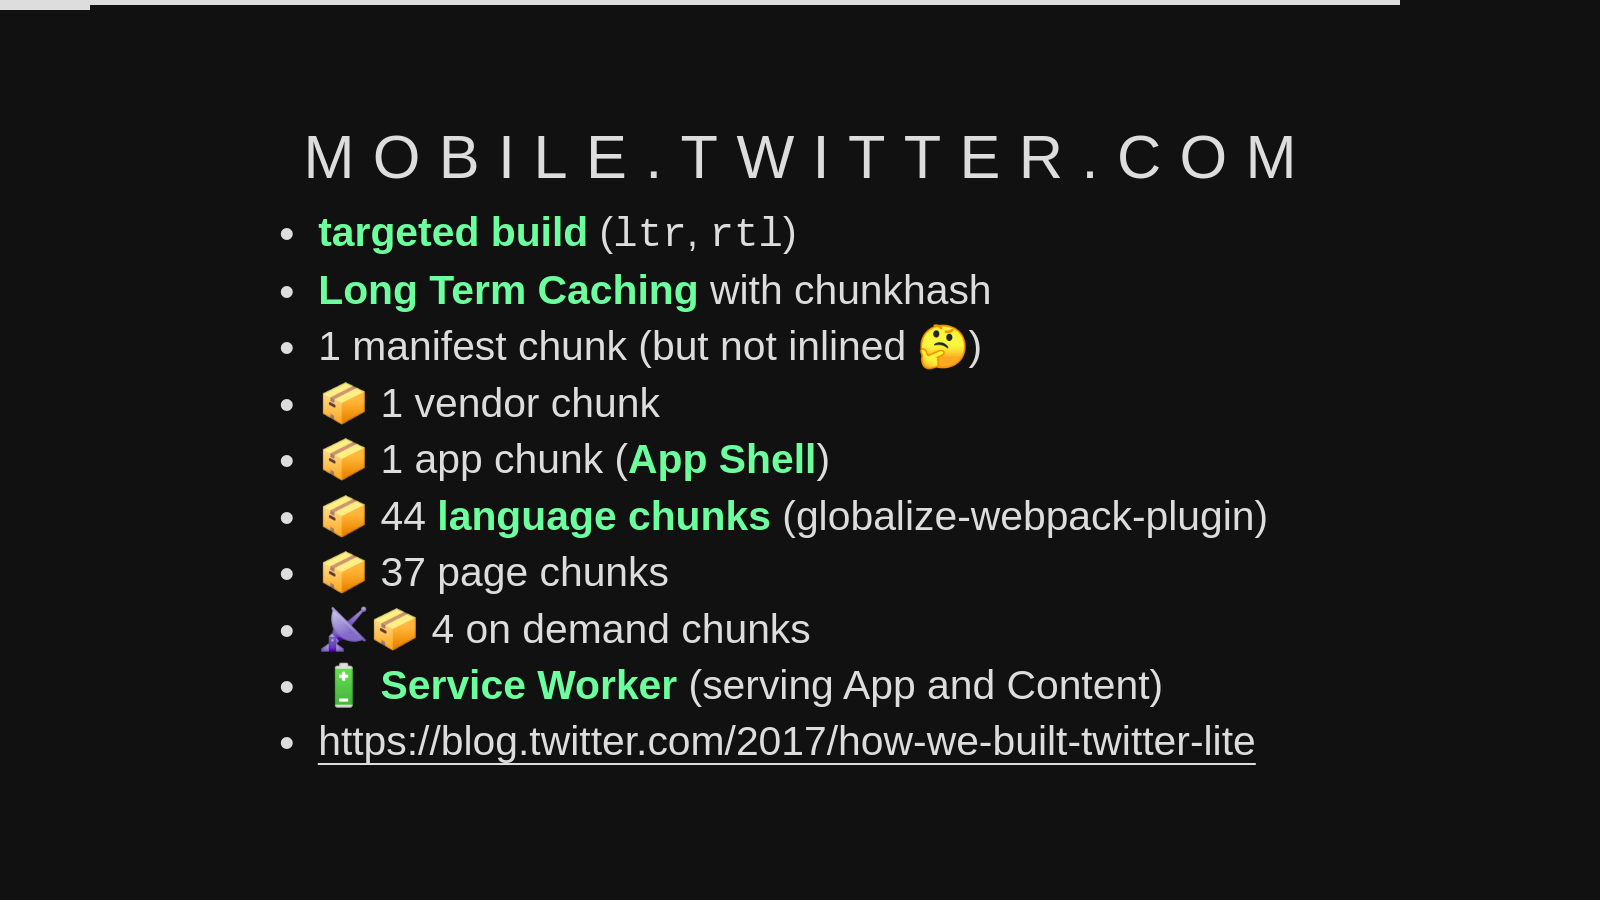 MOBILE.TWITTER.COM
• targeted build (ltr, rtl)
• Long Term Caching with chunkhash
• 1 manifest chunk (but not inlined 🤔)
• 📦 1 vendor chunk
• 📦 1 app chunk (App Shell)
• 📦 44 language chunks (globalize-webpack-plugin)
• 📦 37 page chunks
• 📡📦 4 on demand chunks
• 🔋 Service Worker (serving App and Content)
• https://blog.twitter.com/2017/how-we-built-twitter-lite